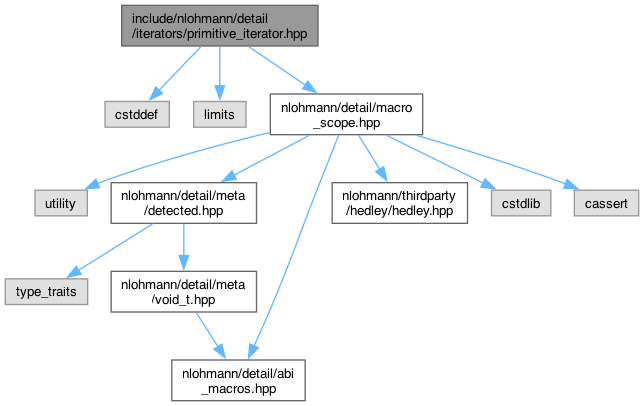 include/nlohmann/detail
/iterators/primitive_iterator.hpp
cstddef
limits
nlohmann/detail/macro
_scope.hpp
utility
nlohmann/detail/meta
/detected.hpp
nlohmann/thirdparty
/hedley/hedley.hpp
cstdlib
cassert
type_traits
nlohmann/detail/meta
/void_t.hpp
nlohmann/detail/abi
_macros.hpp